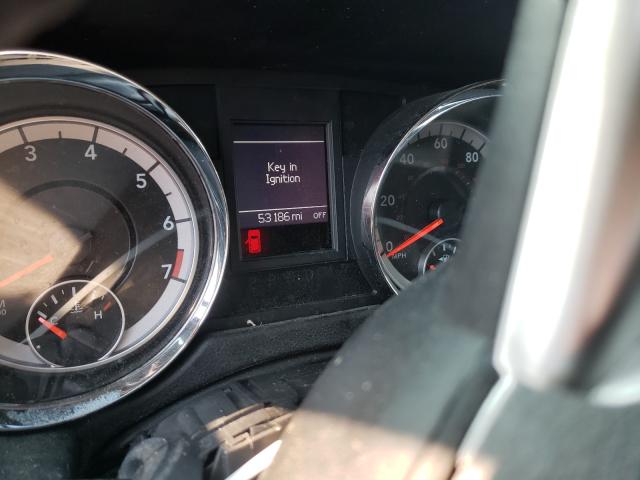 3 4 5 6 7
H
Key in
Ignition
53186 mi OFF
0 20 40 60 80
MPH